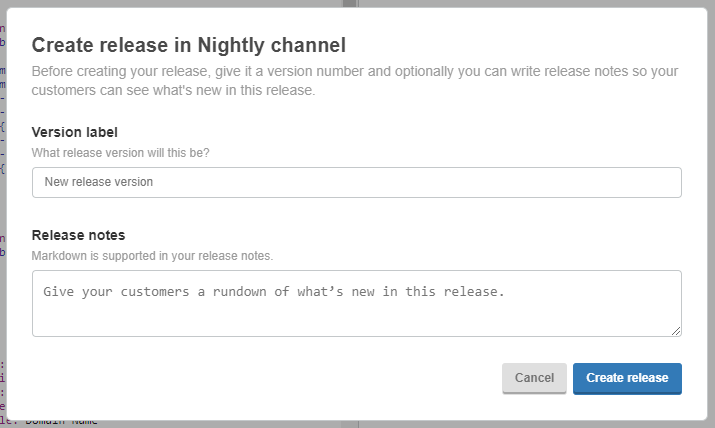 Create release in Nightly channel
Before creating your release, give it a version number and optionally you can write release notes so your
customers can see what's new in this release.
Version label
What release version will this be?
New release version
Release notes
Markdown is supported in your release notes.
Give your customers a rundown of what’s new in this release.
Cancel
Create release
Domain Name